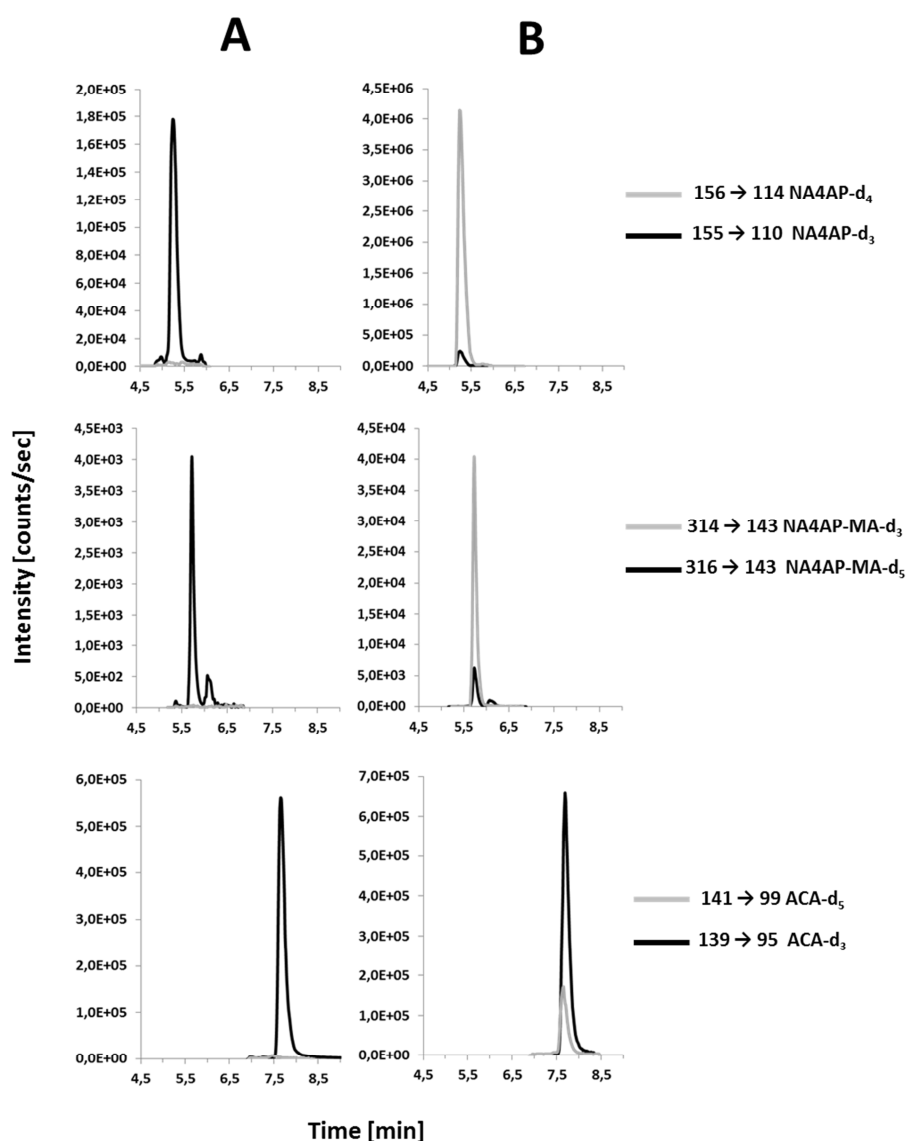 A
B
2,0E+05
1,8E+05
1,6E+05
1,4E+05
1,2E+05
1,0E+05
8,0E+04
6,0E+04
4,0E+04
2,0E+04
0,0E+00
4,5 5,5 6,5 7,5 8,5
4,5E+06
4,0E+06
3,5E+06
3,0E+06
2,5E+06
2,0E+06
1,5E+06
1,0E+06
5,0E+05
0,0E+00
4,5 5,5 6,5 7,5 8,5
156 → 114 NA4AP-d₄
155 → 110 NA4AP-d₃
Intensity [counts/sec]
4,5E+03
4,0E+03
3,5E+03
3,0E+03
2,5E+03
2,0E+03
1,5E+03
1,0E+03
5,0E+02
0,0E+00
4,5 5,5 6,5 7,5 8,5
4,5E+04
4,0E+04
3,5E+04
3,0E+04
2,5E+04
2,0E+04
1,5E+04
1,0E+04
5,0E+03
0,0E+00
4,5 5,5 6,5 7,5 8,5
314 → 143 NA4AP-MA-d₃
316 → 143 NA4AP-MA-d₅
6,0E+05
5,0E+05
4,0E+05
3,0E+05
2,0E+05
1,0E+05
0,0E+00
4,5 5,5 6,5 7,5 8,5
7,0E+05
6,0E+05
5,0E+05
4,0E+05
3,0E+05
2,0E+05
1,0E+05
0,0E+00
4,5 5,5 6,5 7,5 8,5
141 → 99 ACA-d₅
139 → 95 ACA-d₃
Time [min]